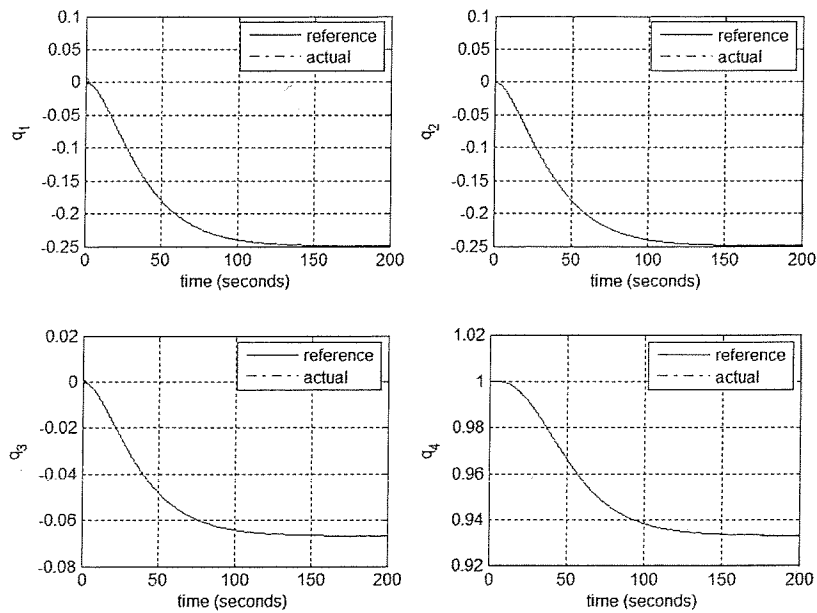 0.1
0.05
0
-0.05
-0.1
-0.15
-0.2
-0.25
q1
0 50 100 150 200
time (seconds)
reference
actual
0.1
0.05
0
-0.05
-0.1
-0.15
-0.2
-0.25
q2
0 50 100 150 200
time (seconds)
reference
actual
0.02
0
-0.02
-0.04
-0.06
-0.08
q3
0 50 100 150 200
time (seconds)
reference
actual
1.02
1
0.98
0.96
0.94
0.92
q4
0 50 100 150 200
time (seconds)
reference
actual